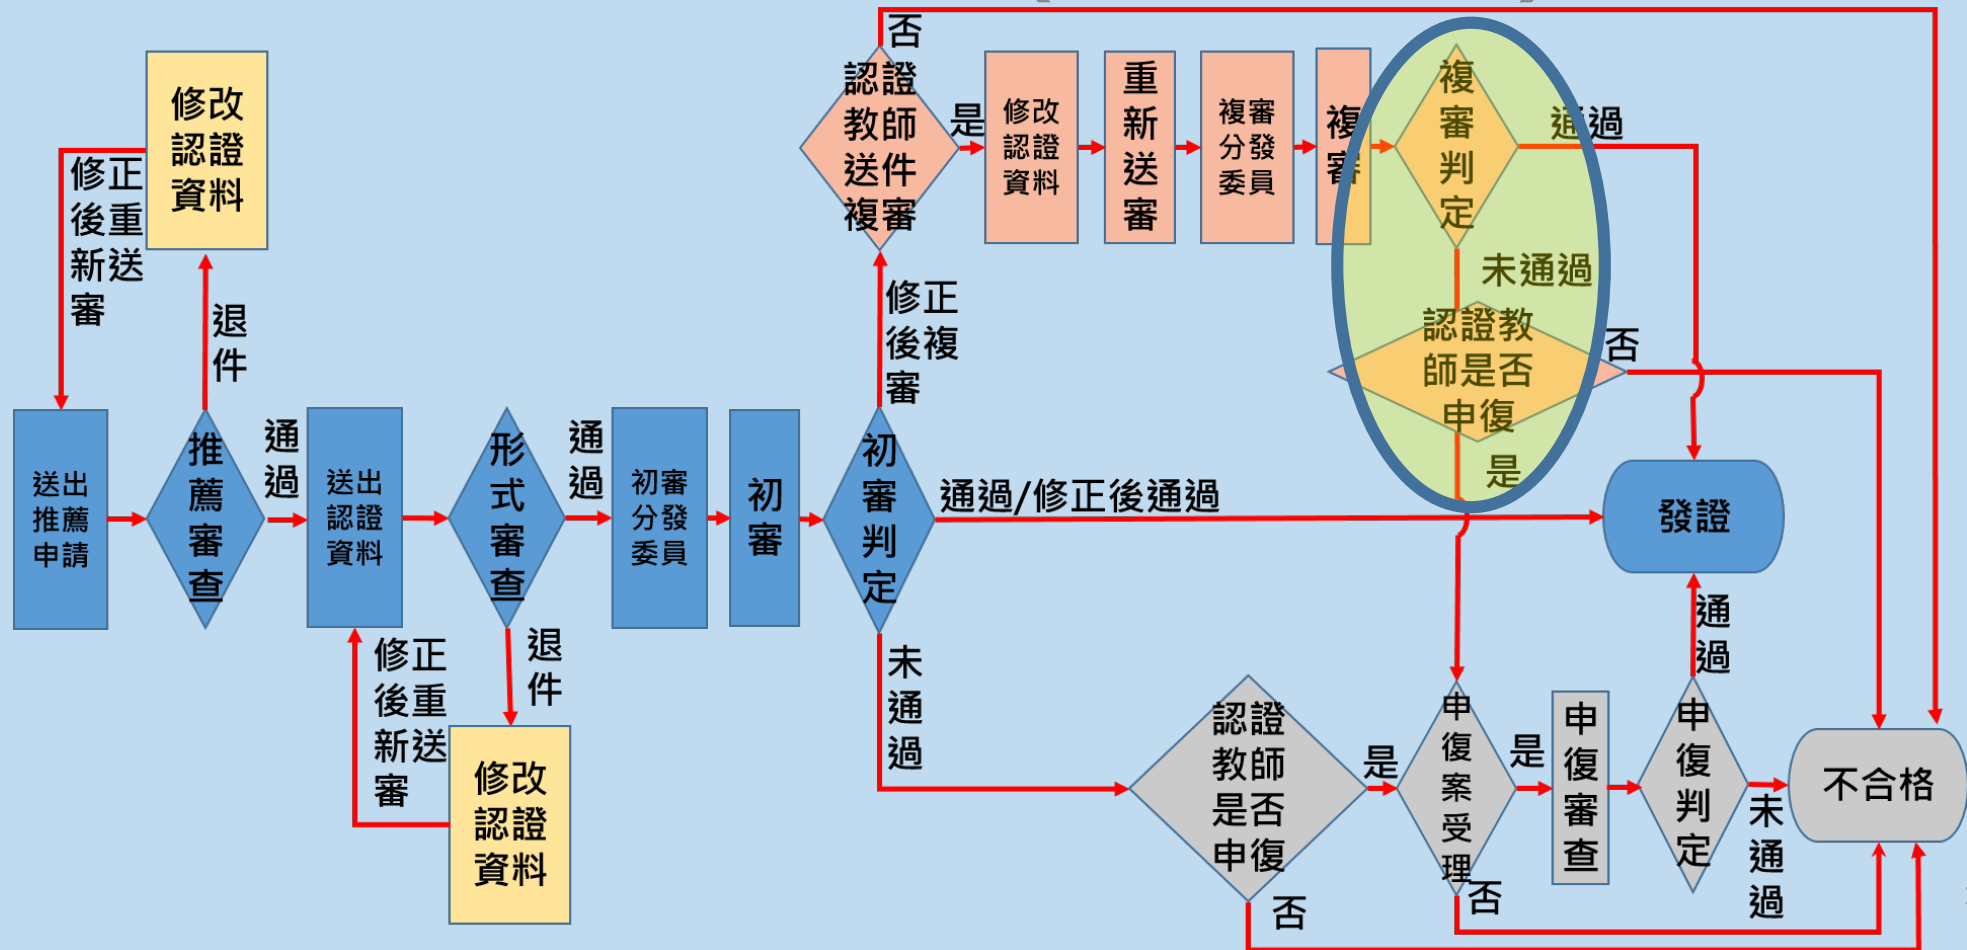 修改
認證
資料
修正
後重
新送
審
退
件
送出
推薦
申請
推
薦
審
查
通
過
送出
認證
資料
形
式
審
查
通
過
退
件
修正
後重
新送
審
修改
認證
資料
初審
分發
委員
初
審
初
審
判
定
修正
後複
審
否
認證
教師
送件
複審
是
修改
認證
資料
重
新
送
審
複審
分發
委員
複
審
複
審
判
定
通過
未通過
認證教
師是否
申復
否
是
通過/修正後通過
發證
未
通
過
認證
教師
是否
申復
是
否
申
復
案
受
理
是
否
申
復
審
查
申
復
判
定
通
過
未
通
過
不合格